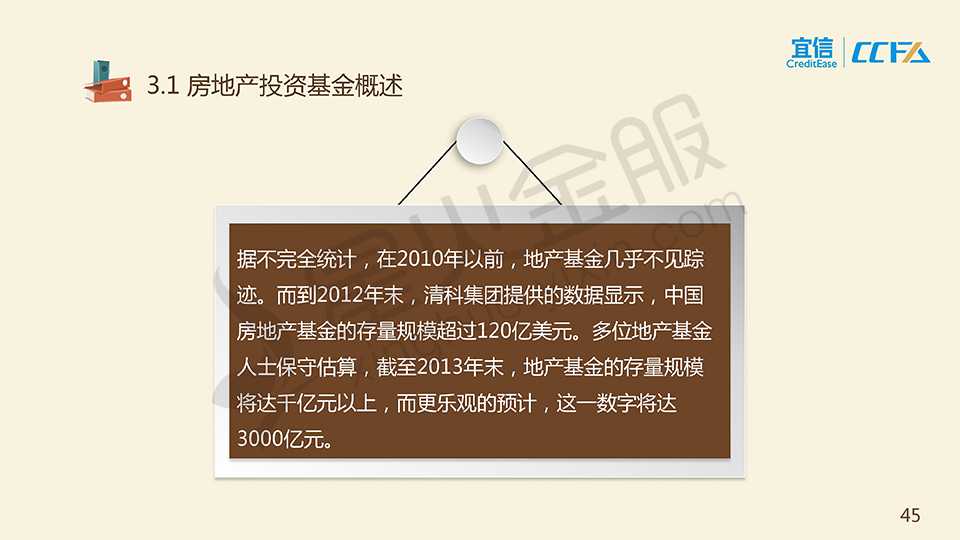 宜信
CreditEase
CCFA
3.1 房地产投资基金概述
据不完全统计，在2010年以前，地产基金几乎不见踪
迹。而到2012年末，清科集团提供的数据显示，中国
房地产基金的存量规模超过120亿美元。多位地产基金
人士保守估算，截至2013年末，地产基金的存量规模
将达千亿元以上，而更乐观的预计，这一数字将达
3000亿元。
45